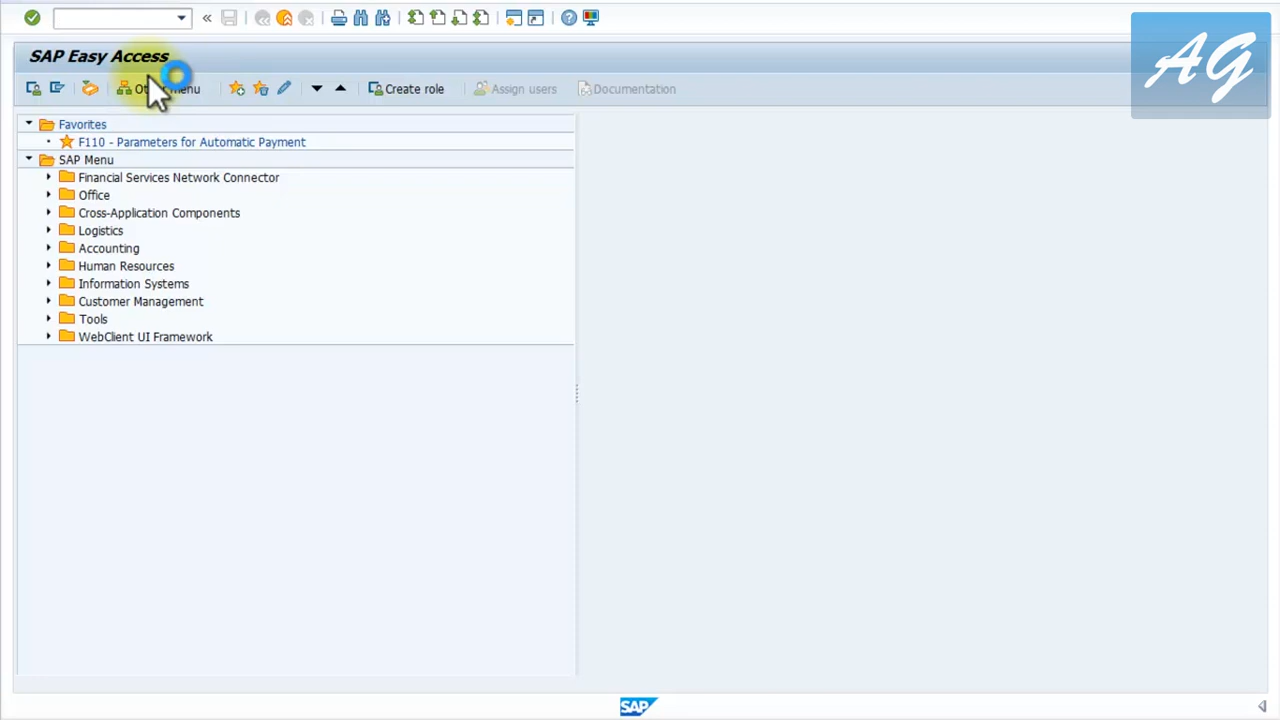 SAP Easy Access
AG
Other menu
Create role
Assign users
Documentation
Favorites
F110 - Parameters for Automatic Payment
SAP Menu
Financial Services Network Connector
Office
Cross-Application Components
Logistics
Accounting
Human Resources
Information Systems
Customer Management
Tools
WebClient UI Framework
SAP